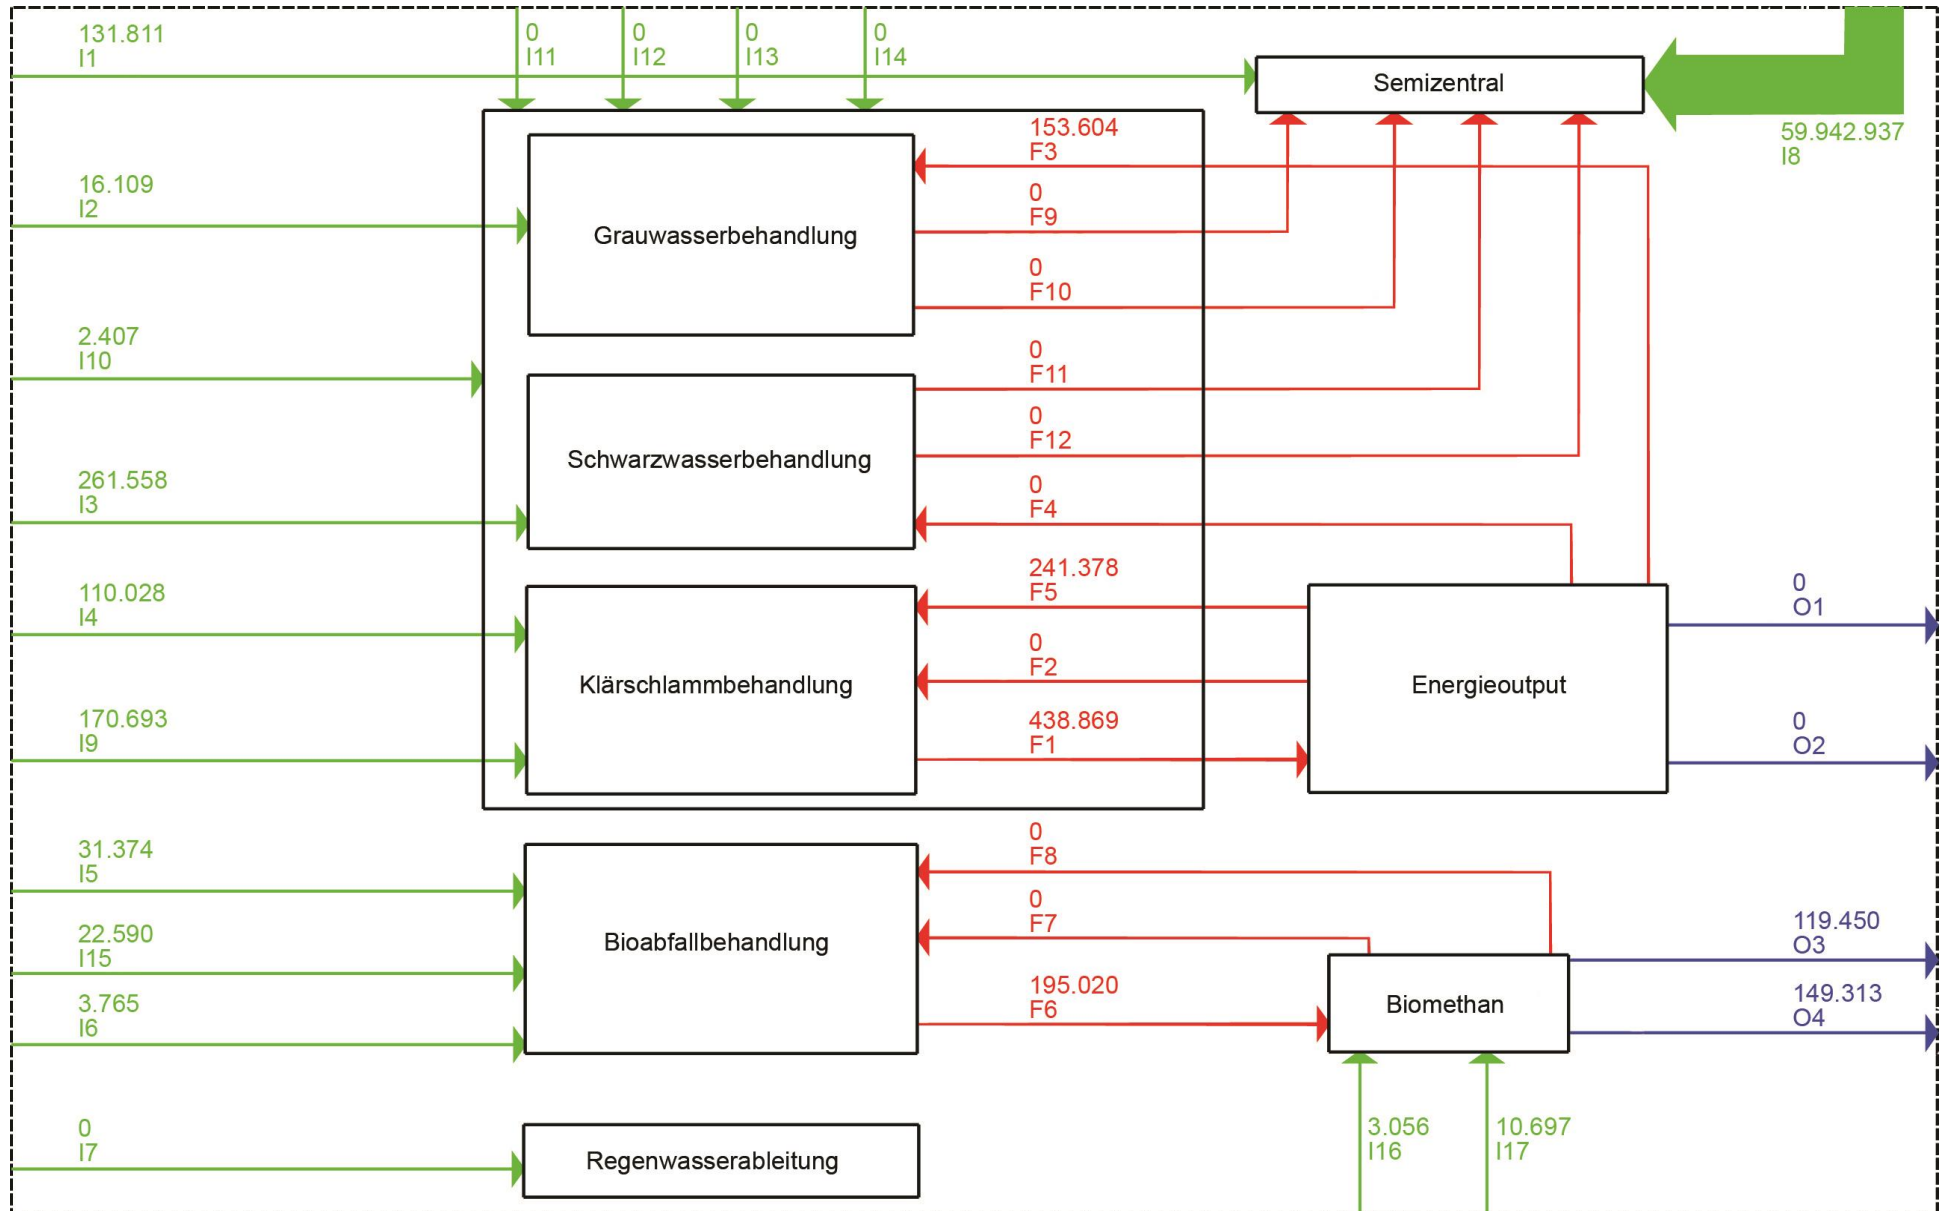 131.811
I1
0
I11
0
I12
0
I13
0
I14
Semizentral
59.942.937
I8
153.604
F3
16.109
I2
0
F9
Grauwasserbehandlung
0
F10
2.407
I10
0
F11
0
F12
Schwarzwasserbehandlung
261.558
I3
0
F4
110.028
I4
241.378
F5
0
O1
0
F2
Klärschlammbehandlung
Energieoutput
170.693
I9
438.869
F1
0
O2
31.374
I5
0
F8
22.590
I15
0
F7
Bioabfallbehandlung
119.450
O3
3.765
I6
195.020
F6
Biomethan
149.313
O4
0
I7
Regenwasserableitung
3.056
I16
10.697
I17